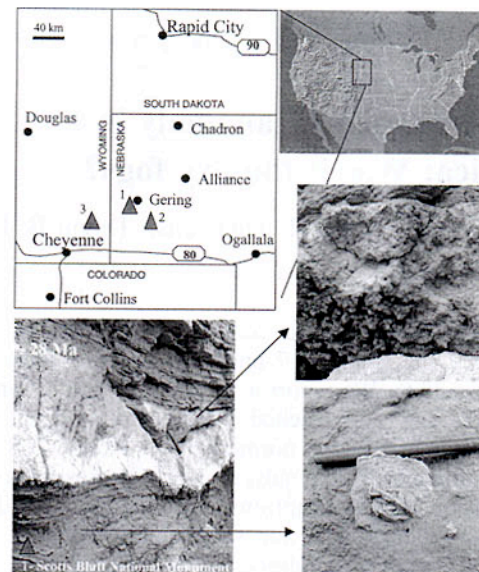 40 km
Rapid City
90
SOUTH DAKOTA
Douglas
WYOMING
NEBRASKA
Chadron
Alliance
1
Gering
3
2
Cheyenne
80
Ogallala
COLORADO
Fort Collins
28 Ma
1- Scotts Bluff National Monument